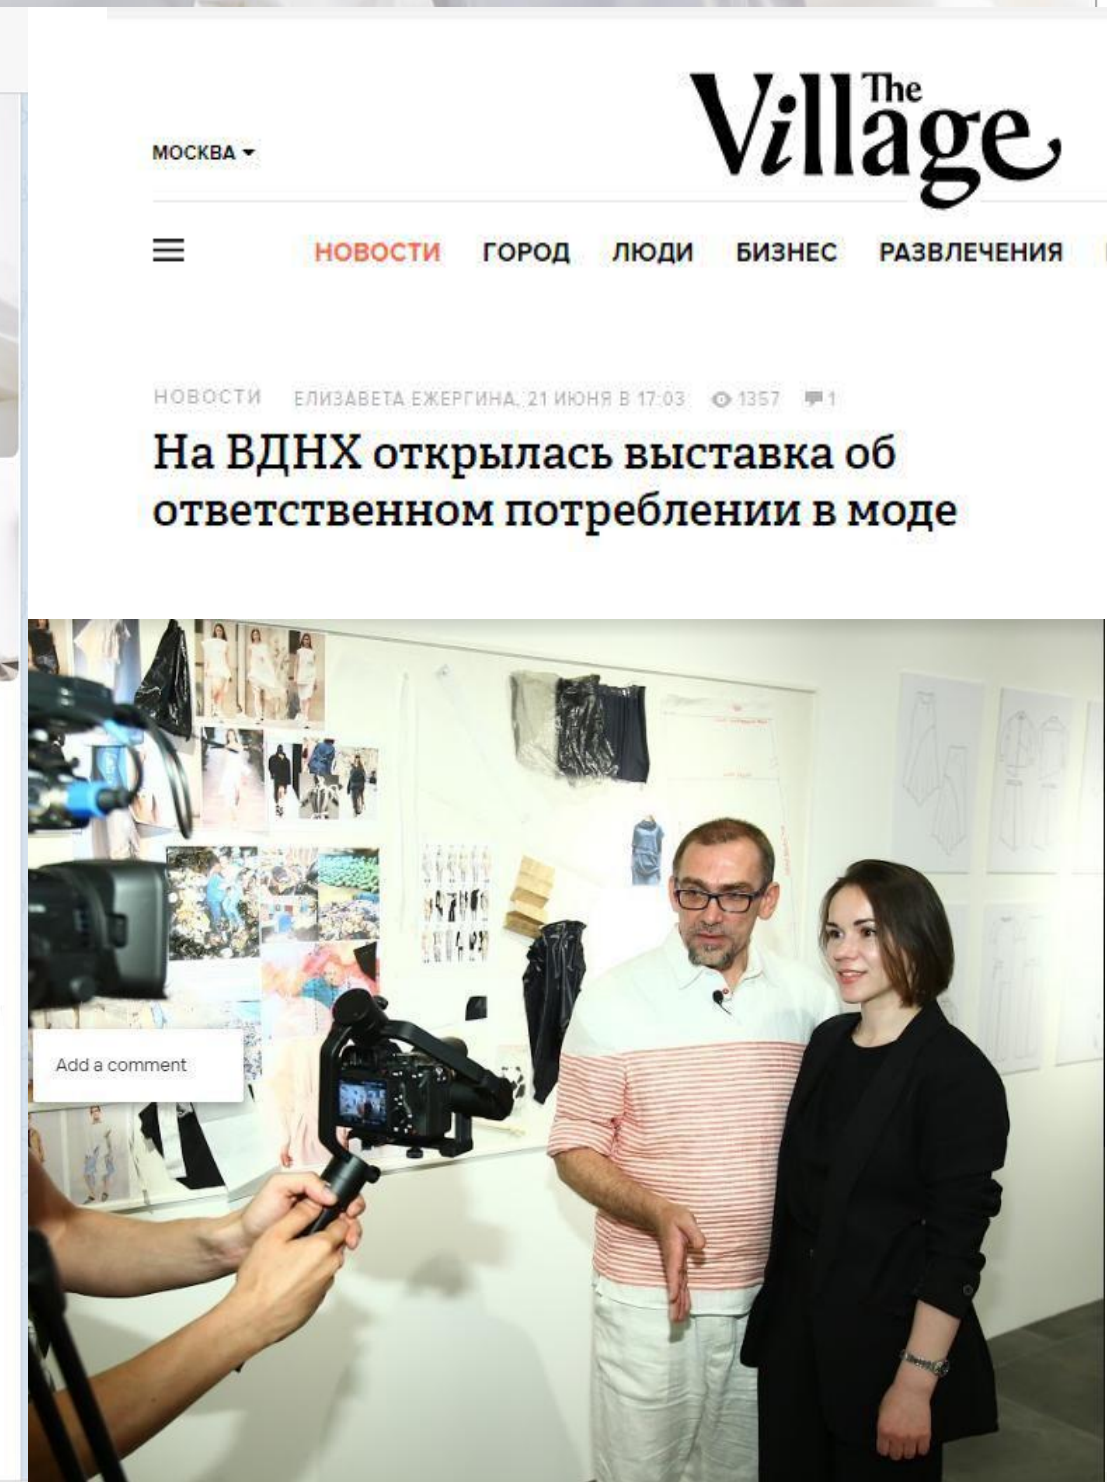 The
Village
МОСКВА
НОВОСТИ ГОРОД ЛЮДИ БИЗНЕС РАЗВЛЕЧЕНИЯ
НОВОСТИ ЕЛИЗАВЕТА ЕЖЕРГИНА, 21 ИЮНЯ В 17:03 1357 1
На ВДНХ открылась выставка об
ответственном потреблении в моде
Add a comment